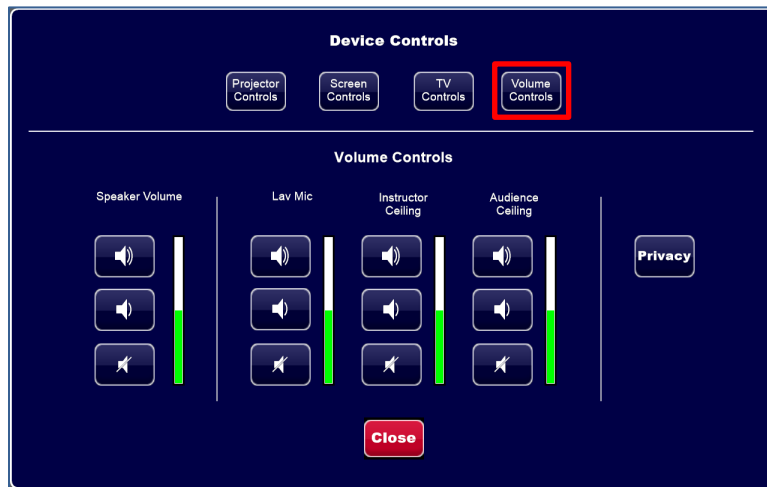 Device Controls
Projector
Controls
Screen
Controls
TV
Controls
Volume
Controls
Volume Controls
Speaker Volume
Lav Mic
Instructor
Ceiling
Audience
Ceiling
Privacy
Close